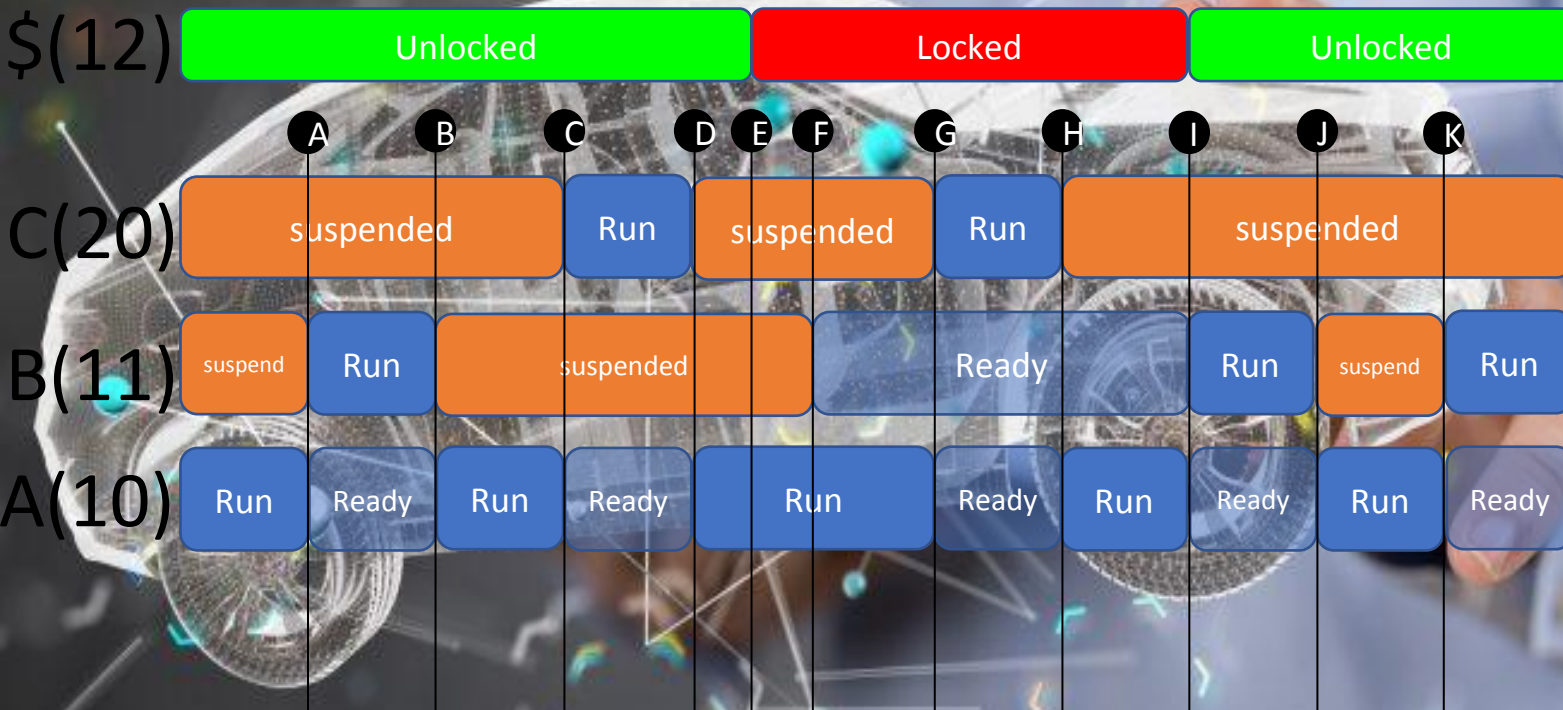 $(12) Unlocked Locked Unlocked
A B C D E F G H I J K
C(20) suspended Run suspended Run suspended
B(11) suspend Run suspended Ready Run suspend Run
A(10) Run Ready Run Ready Run Ready Run Ready Run Ready